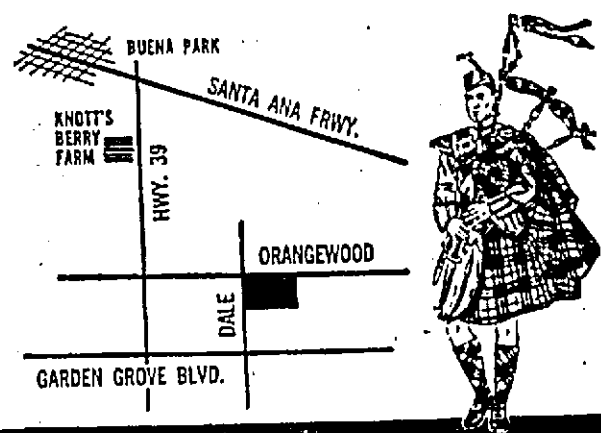 BUENA PARK
SANTA ANA FRWY.
KNOTT'S
BERRY
FARM
HWY. 39
ORANGEWOOD
DALE
GARDEN GROVE BLVD.